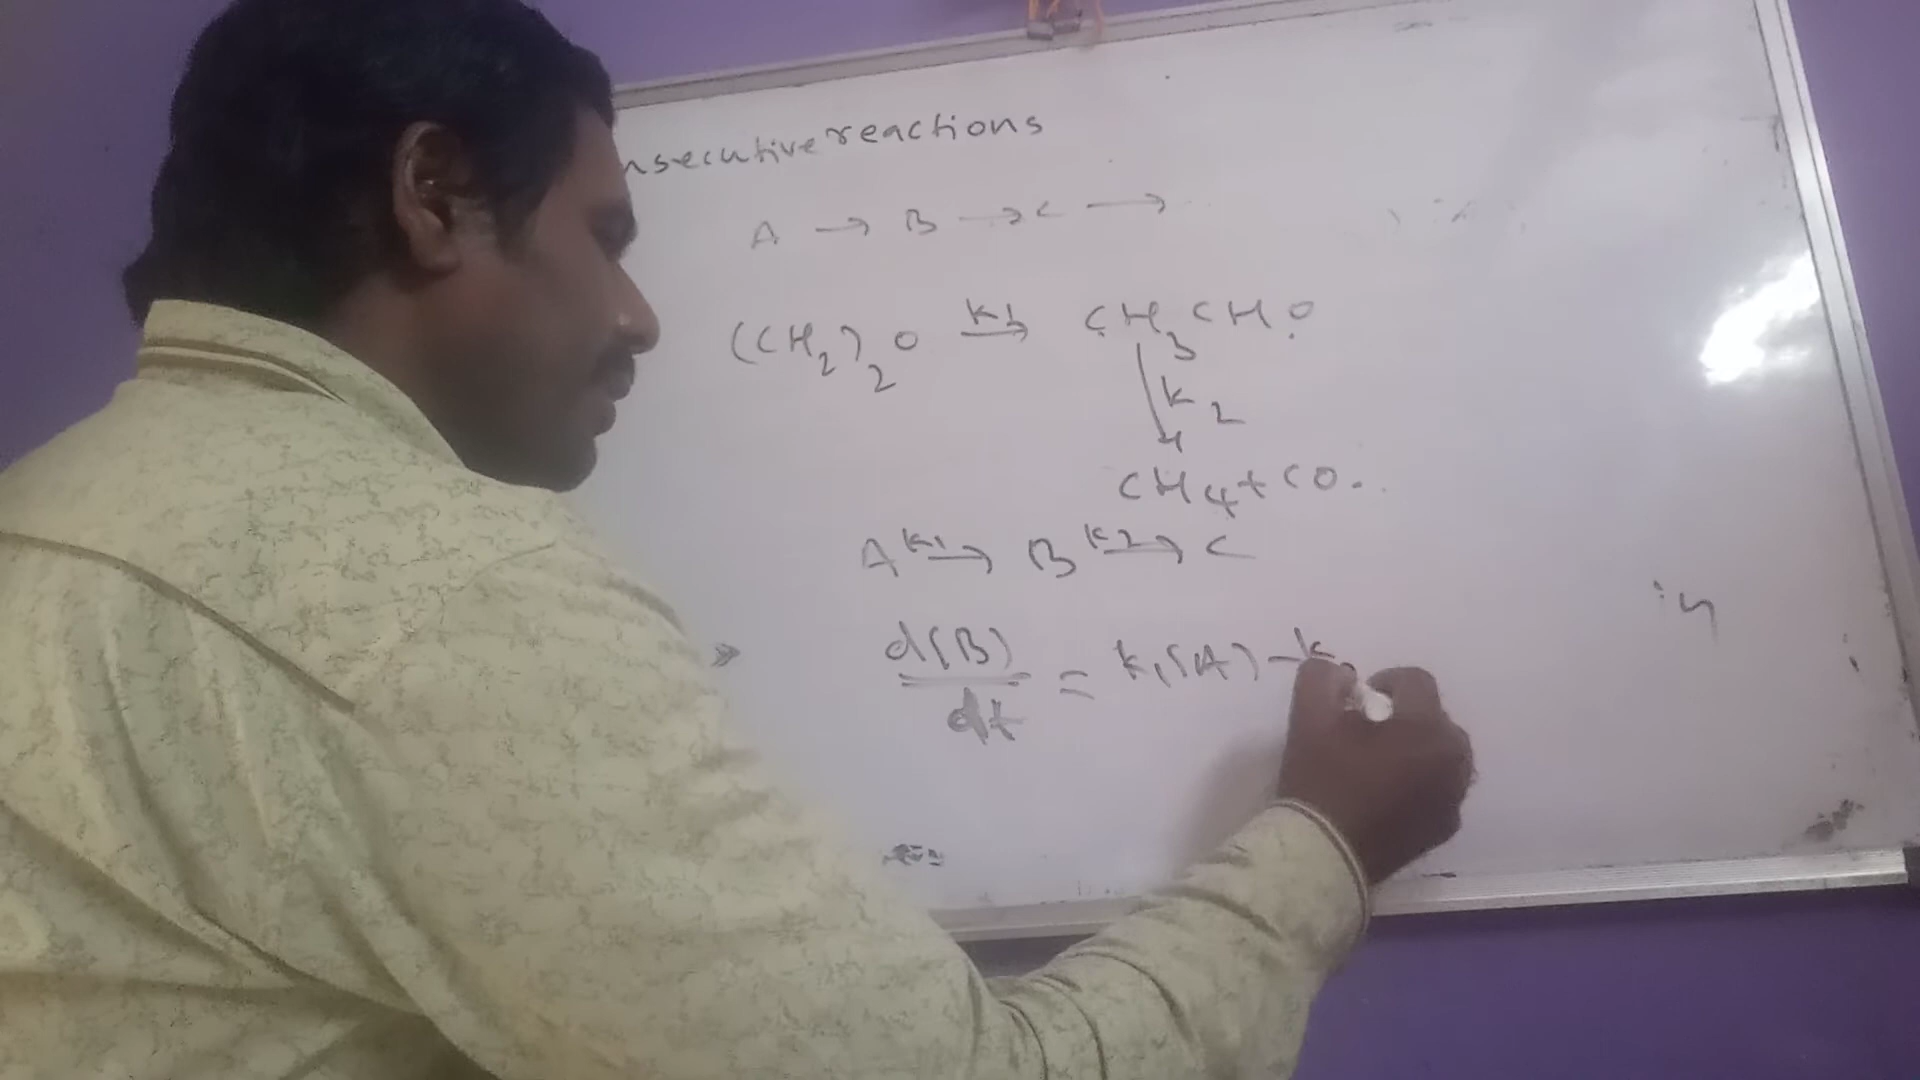 nsecutive reactions
A → B → C →
(CH₂)₂O —k₁→ CH₃CHO
↓ k₂
CH₄ + CO.
A —k₁→ B —k₂→ C
d[B]/dt = k₁[A] - k